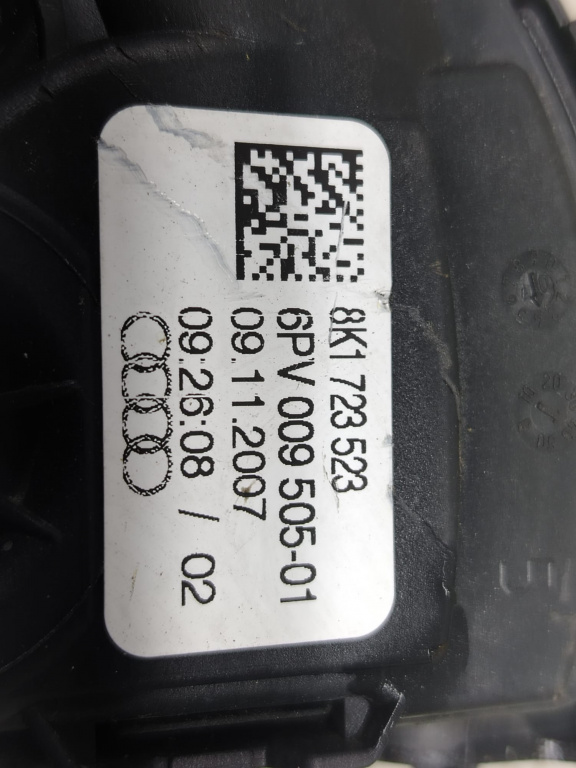 8K1 723 523
6PV 009 505-01
09.11.2007
09:26:08 / 02